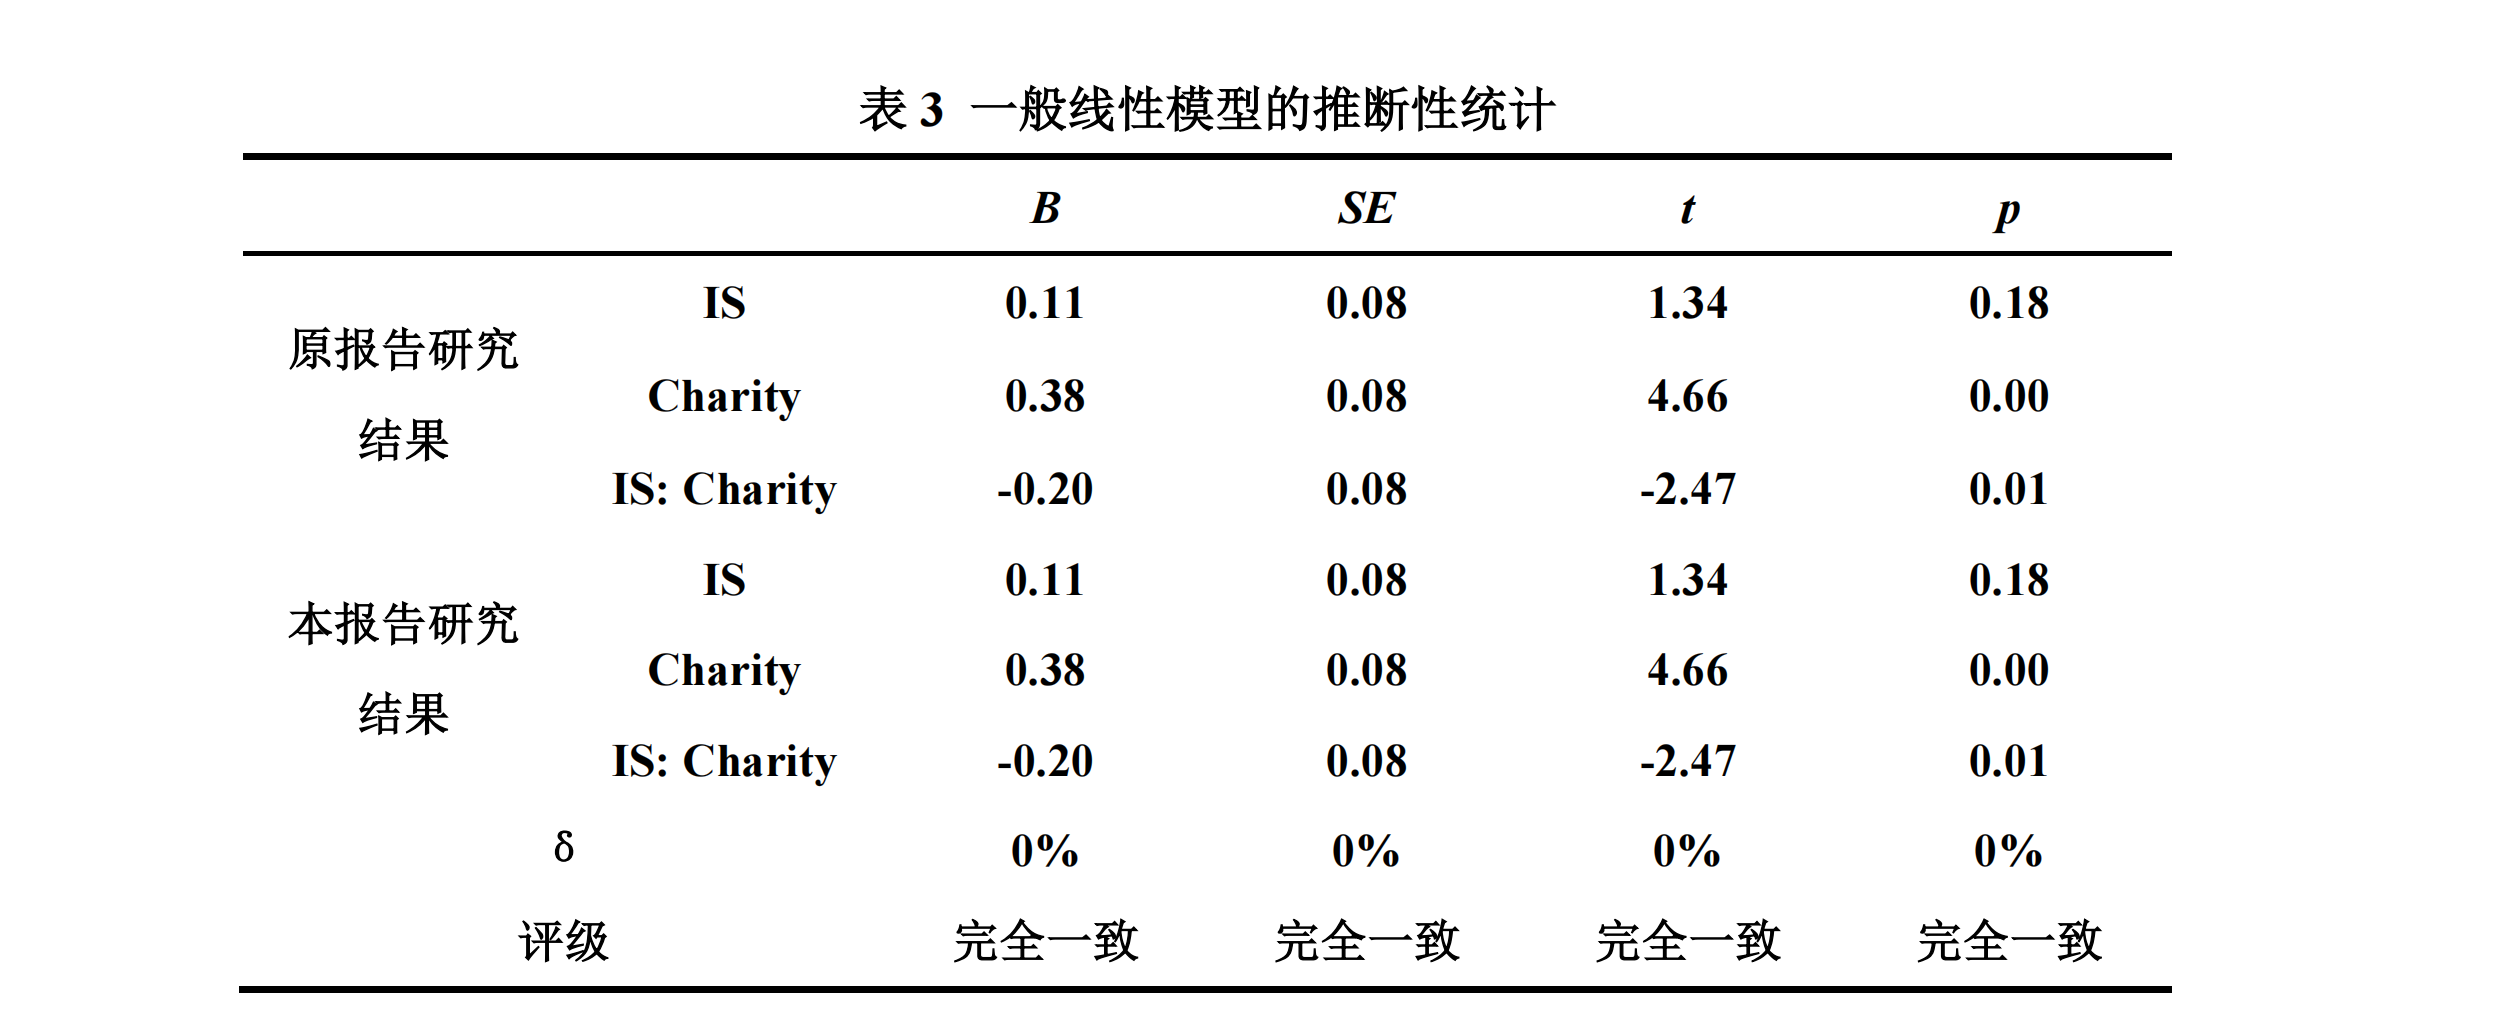 表 3 一般线性模型的推断性统计
B SE t p
原报告研究结果
IS 0.11 0.08 1.34 0.18
Charity 0.38 0.08 4.66 0.00
IS: Charity -0.20 0.08 -2.47 0.01
本报告研究结果
IS 0.11 0.08 1.34 0.18
Charity 0.38 0.08 4.66 0.00
IS: Charity -0.20 0.08 -2.47 0.01
δ 0% 0% 0% 0%
评级 完全一致 完全一致 完全一致 完全一致